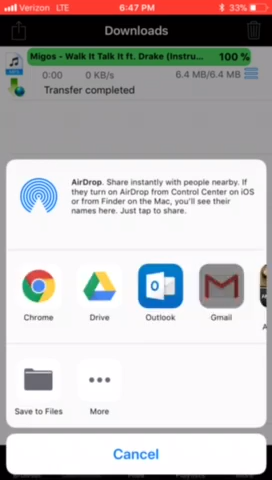 Verizon LTE 6:47 PM 33%
Downloads
Migos - Walk It Talk It ft. Drake (Instru... 100 %
0:00 0 KB/s 6.4 MB/6.4 MB
Transfer completed
AirDrop. Share instantly with people nearby. If
they turn on AirDrop from Control Center on iOS
or from Finder on the Mac, you'll see their
names here. Just tap to share.
Chrome Drive Outlook Gmail
Save to Files More
Cancel